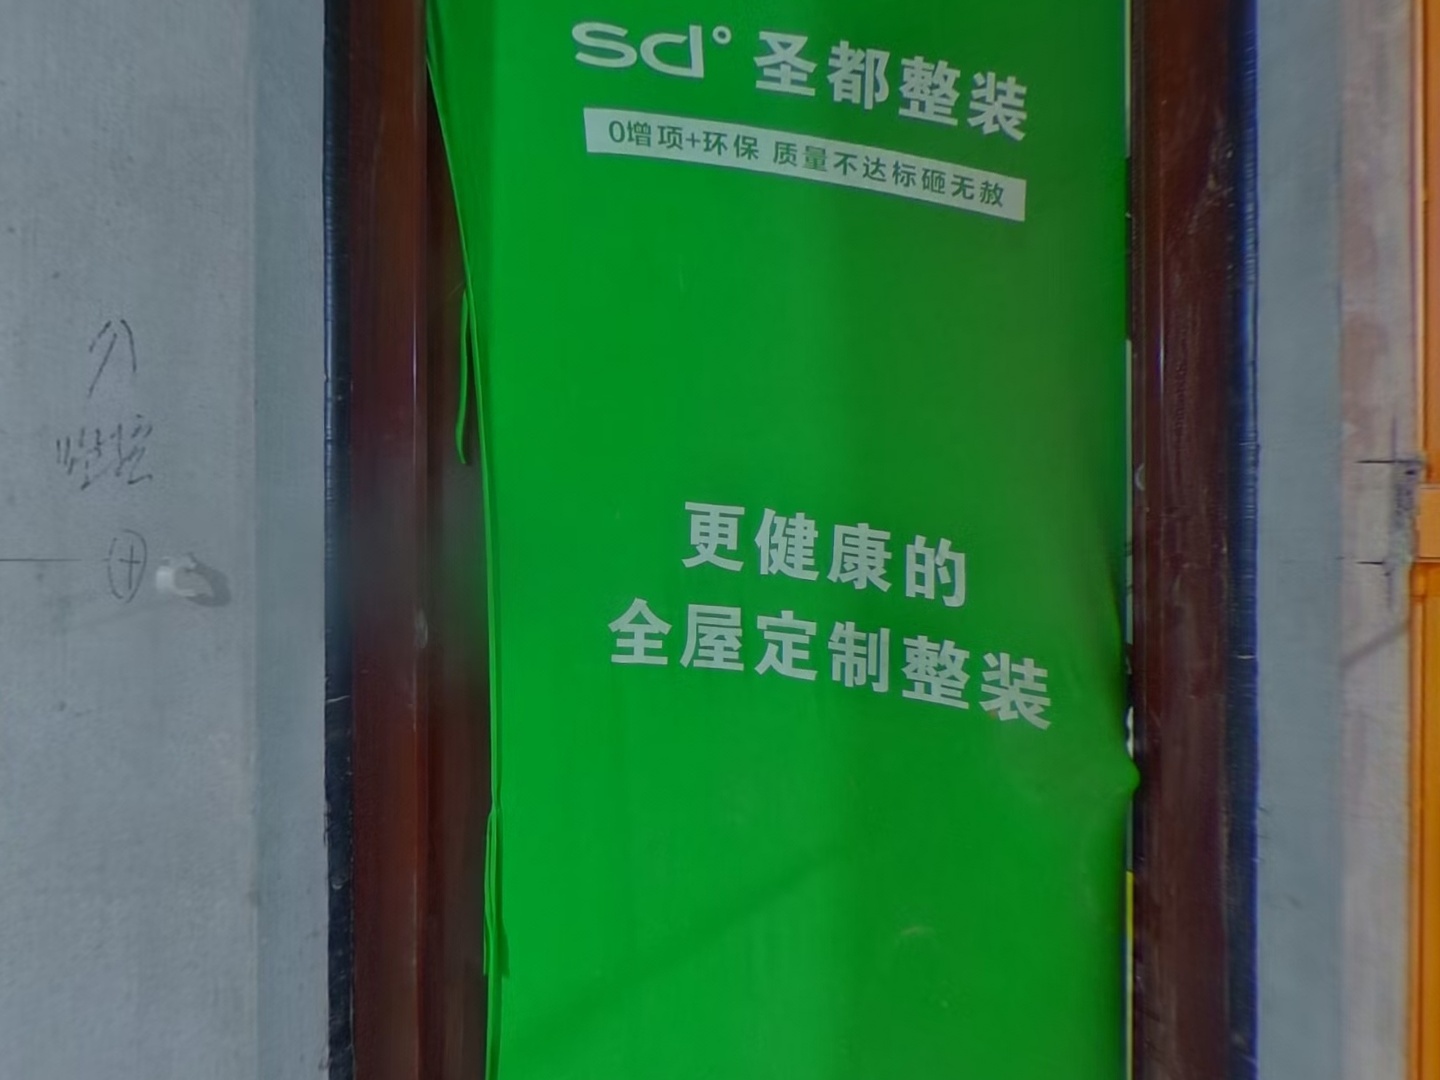 sd° 圣都整装
0增项+环保 质量不达标砸无赦
更健康的
全屋定制整装